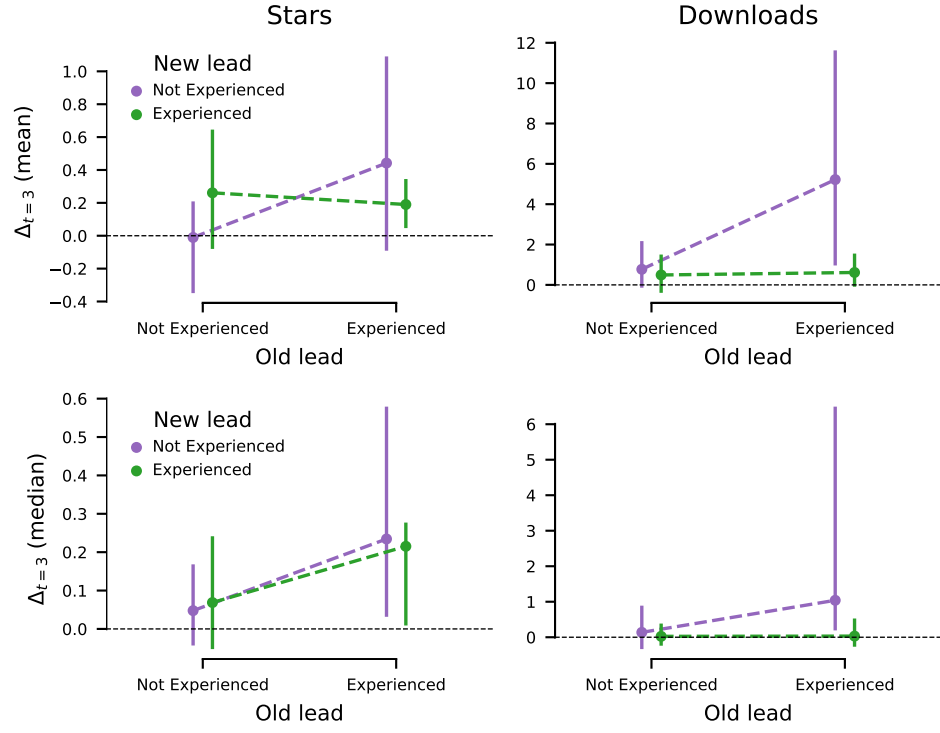 Stars
Downloads
Δt = 3 (mean)
1.0
0.8
0.6
0.4
0.2
0.0
−0.2
−0.4
New lead
Not Experienced
Experienced
Not Experienced
Experienced
Old lead
12
10
8
6
4
2
0
Not Experienced
Experienced
Old lead
Δt = 3 (median)
0.6
0.5
0.4
0.3
0.2
0.1
0.0
New lead
Not Experienced
Experienced
Not Experienced
Experienced
Old lead
6
5
4
3
2
1
0
Not Experienced
Experienced
Old lead